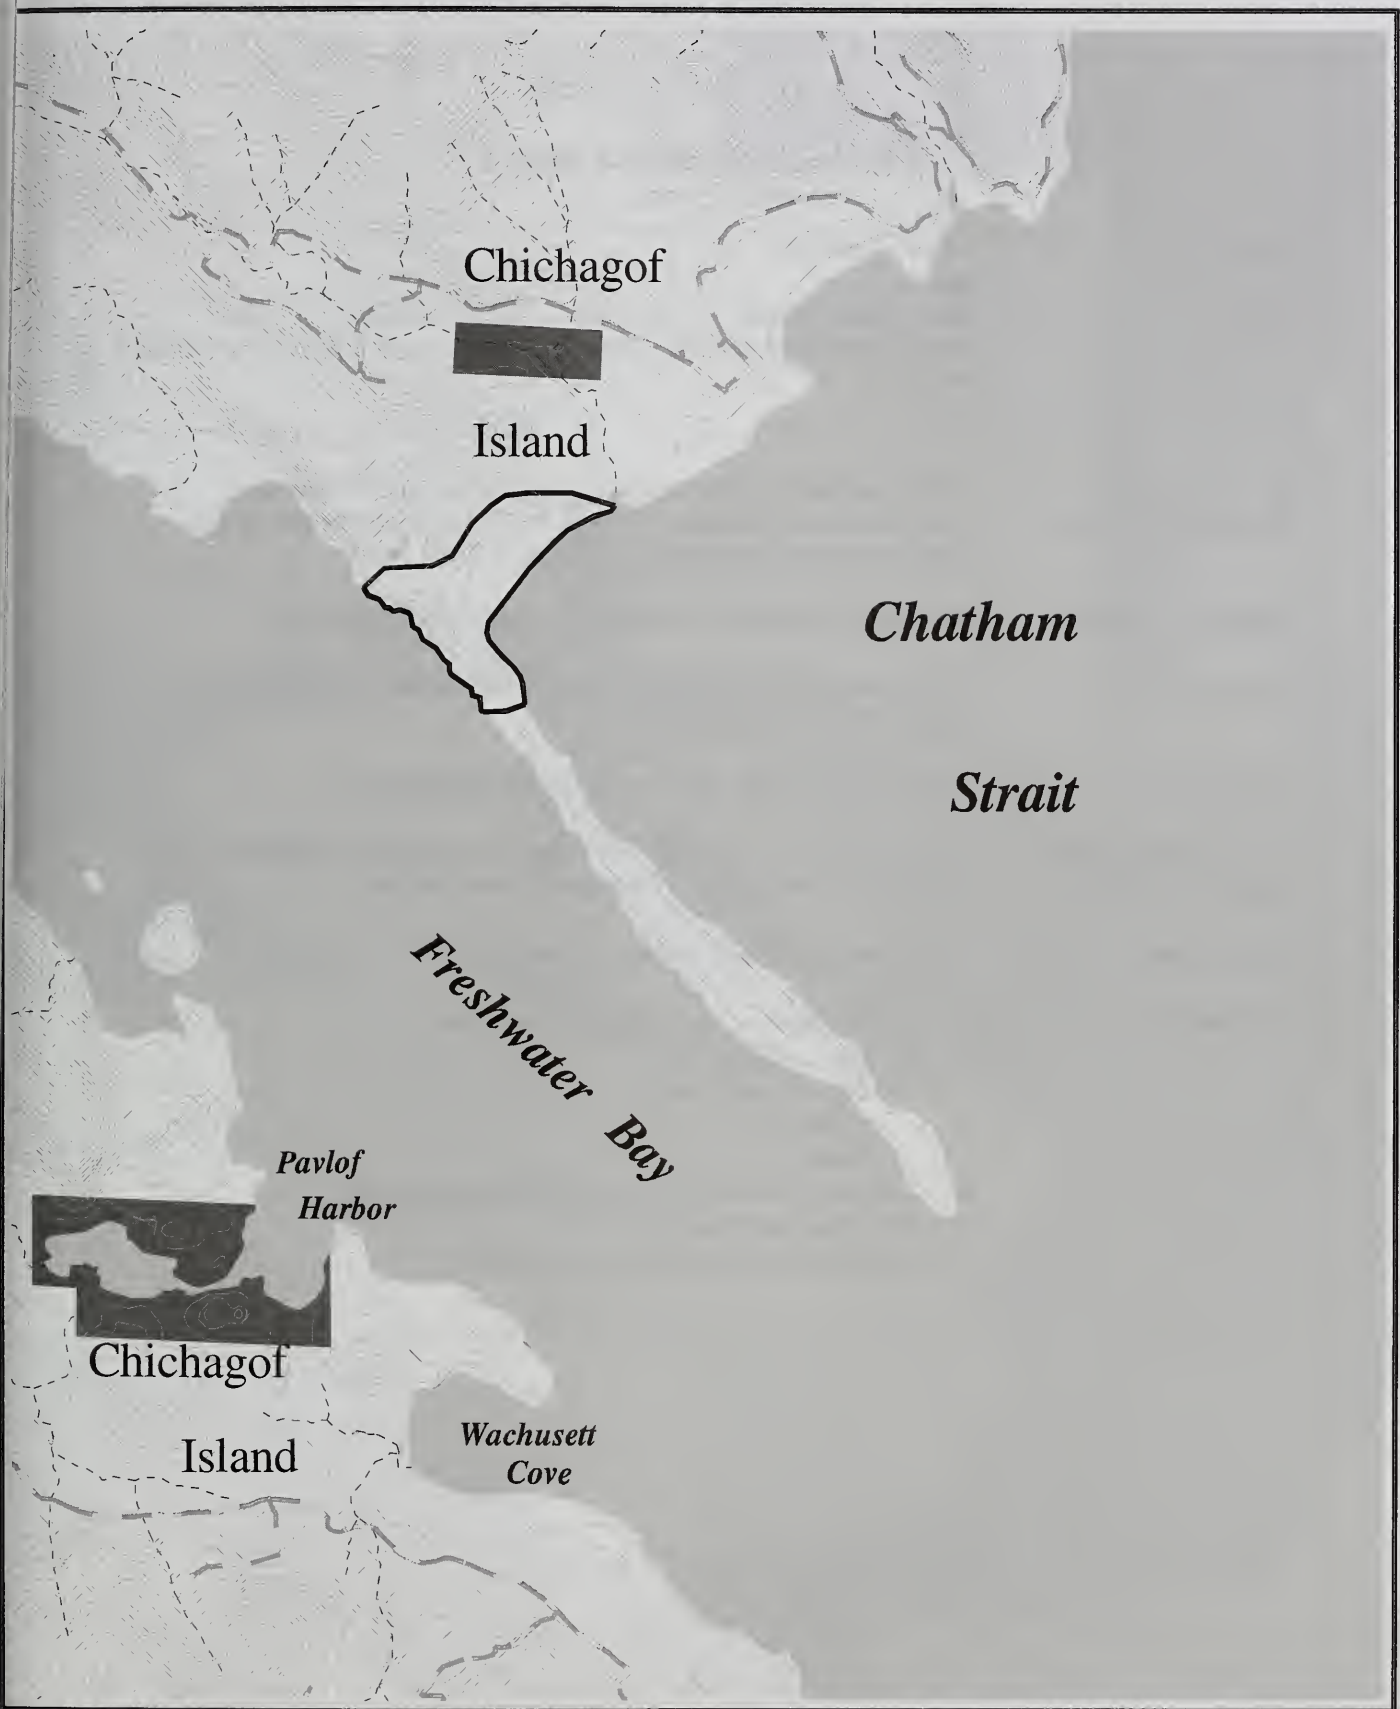 Chichagof
Island
Chatham
Strait
Freshwater Bay
Pavlof
Harbor
Chichagof
Island
Wachusett
Cove